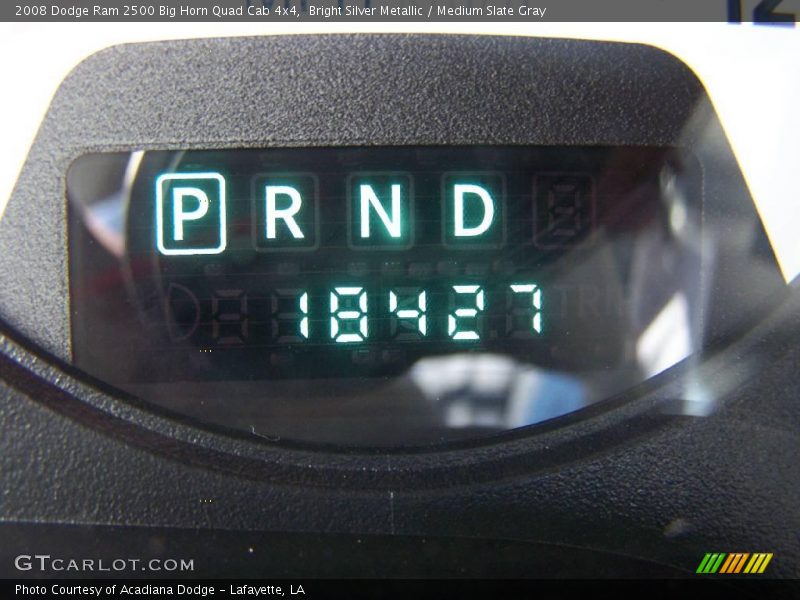 2008 Dodge Ram 2500 Big Horn Quad Cab 4x4, Bright Silver Metallic / Medium Slate Gray
P R N D
18427
GTCARLOT.COM
Photo Courtesy of Acadiana Dodge - Lafayette, LA